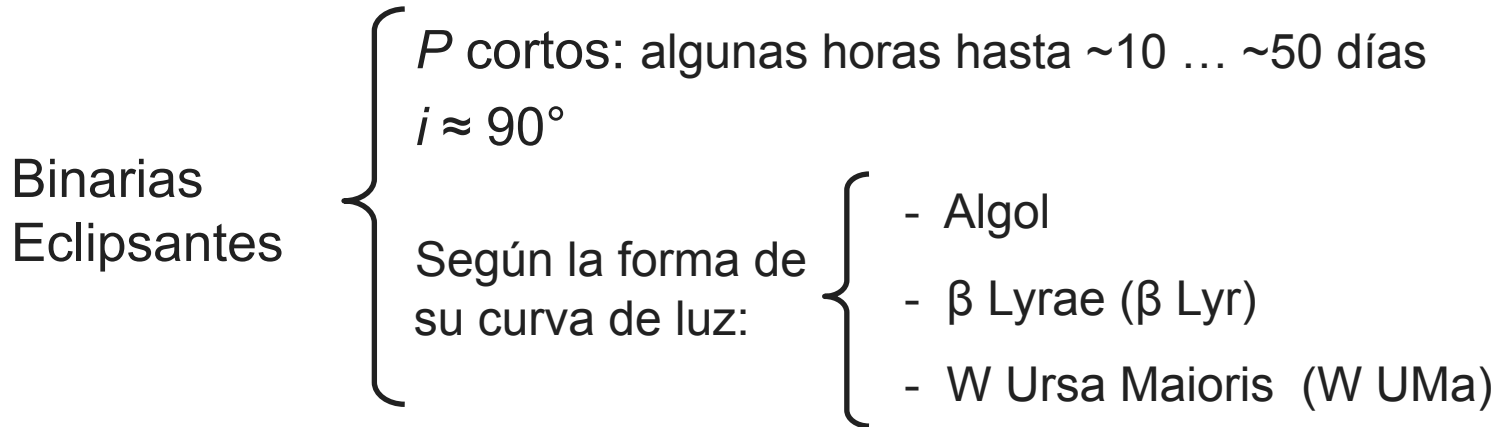 P cortos: algunas horas hasta ~10 … ~50 días
i ≈ 90°
Binarias
Eclipsantes
Según la forma de
su curva de luz:
- Algol
- β Lyrae (β Lyr)
- W Ursa Maioris (W UMa)